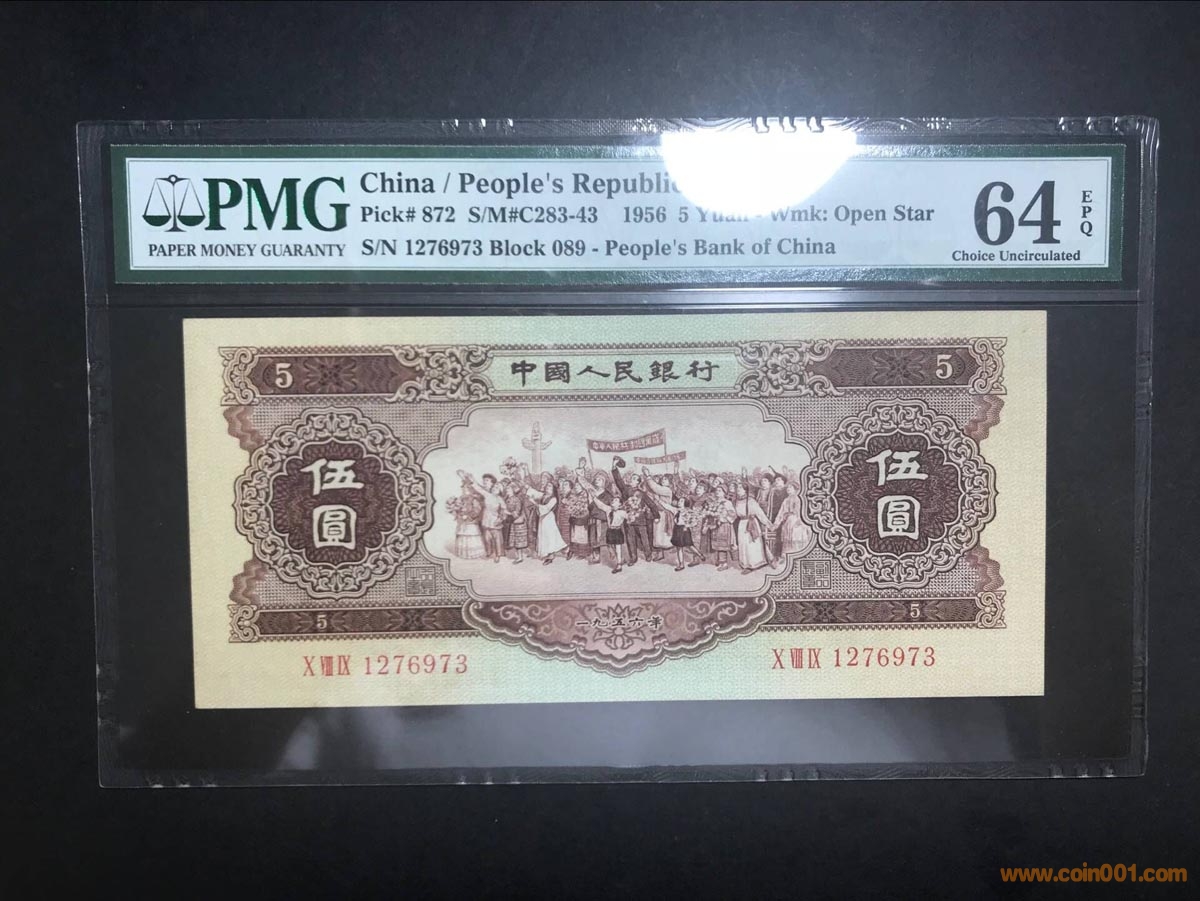 PMG
PAPER MONEY GUARANTY
China / People's Republic
Pick# 872 S/M#C283-43 1956 5 Yuan - Wmk: Open Star
S/N 1276973 Block 089 - People's Bank of China
64
EPQ
Choice Uncirculated
5 中國人民銀行 5
伍圓
伍圓
5 一九五六年 5
X VIII IX 1276973
X VIII IX 1276973
www.coin001.com